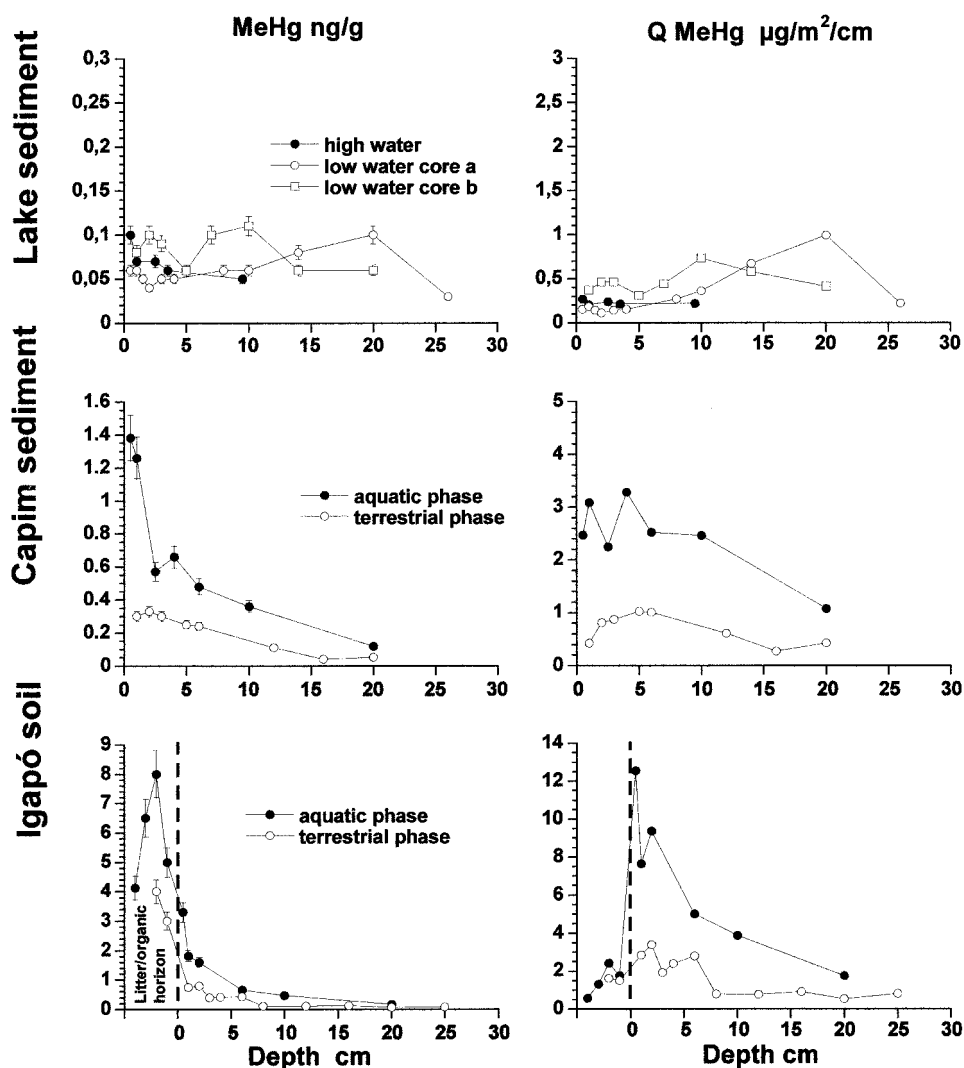 MeHg ng/g
Q MeHg µg/m²/cm
Lake sediment
0,3
0,25
0,2
0,15
0,1
0,05
0
0 5 10 15 20 25 30
high water
low water core a
low water core b
3
2,5
2
1,5
1
0,5
0
0 5 10 15 20 25 30
Capim sediment
1.6
1.4
1.2
1
0.8
0.6
0.4
0.2
0
0 5 10 15 20 25 30
aquatic phase
terrestrial phase
5
4
3
2
1
0
0 5 10 15 20 25 30
Igapó soil
9
8
7
6
5
4
3
2
1
0
0 5 10 15 20 25 30
aquatic phase
terrestrial phase
Litter/organic
horizon
Depth cm
14
12
10
8
6
4
2
0
0 5 10 15 20 25 30
Depth cm